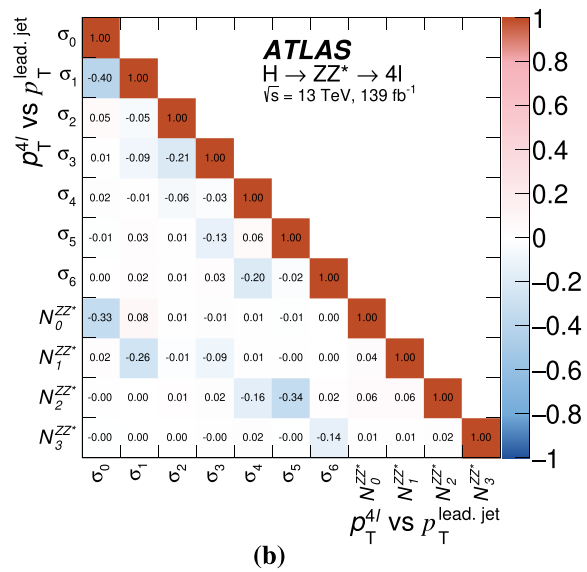 ATLAS
H → ZZ* → 4l
√s = 13 TeV, 139 fb⁻¹
p_T^4l vs p_T^lead. jet
σ₀ 1.00
σ₁ -0.40 1.00
σ₂ 0.05 -0.05 1.00
σ₃ 0.01 -0.09 -0.21 1.00
σ₄ 0.02 -0.01 -0.06 -0.03 1.00
σ₅ -0.01 0.03 0.01 -0.13 0.06 1.00
σ₆ 0.00 0.02 0.01 0.03 -0.20 -0.02 1.00
N₀^ZZ* -0.33 0.08 0.01 -0.01 0.01 -0.01 0.00 1.00
N₁^ZZ* 0.02 -0.26 -0.01 -0.09 0.01 -0.00 0.00 0.04 1.00
N₂^ZZ* -0.00 0.00 0.01 0.02 -0.16 -0.34 0.02 0.06 0.06 1.00
N₃^ZZ* -0.00 0.00 0.00 -0.00 0.02 -0.00 -0.14 0.01 0.01 0.02 1.00
σ₀ σ₁ σ₂ σ₃ σ₄ σ₅ σ₆ N₀^ZZ* N₁^ZZ* N₂^ZZ* N₃^ZZ*
p_T^4l vs p_T^lead. jet
1
0.8
0.6
0.4
0.2
0
−0.2
−0.4
−0.6
−0.8
−1
(b)